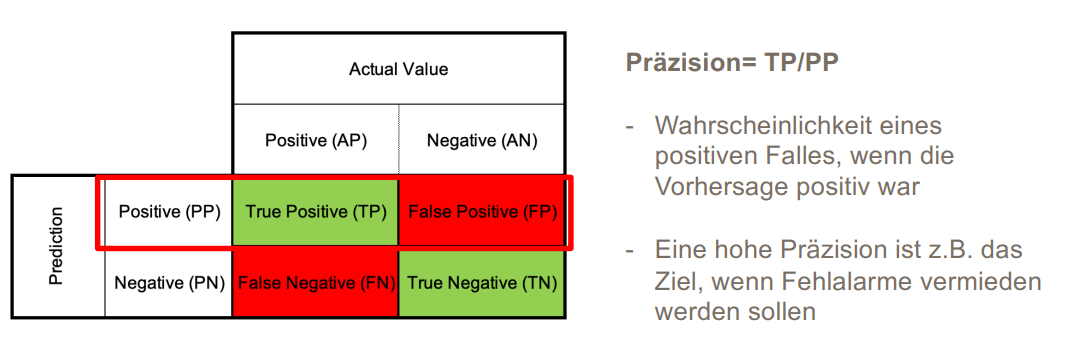 Actual Value
Positive (AP)
Negative (AN)
Prediction
Positive (PP)
True Positive (TP)
False Positive (FP)
Negative (PN)
False Negative (FN)
True Negative (TN)
Präzision= TP/PP
- Wahrscheinlichkeit eines
positiven Falles, wenn die
Vorhersage positiv war
- Eine hohe Präzision ist z.B. das
Ziel, wenn Fehlalarme vermieden
werden sollen